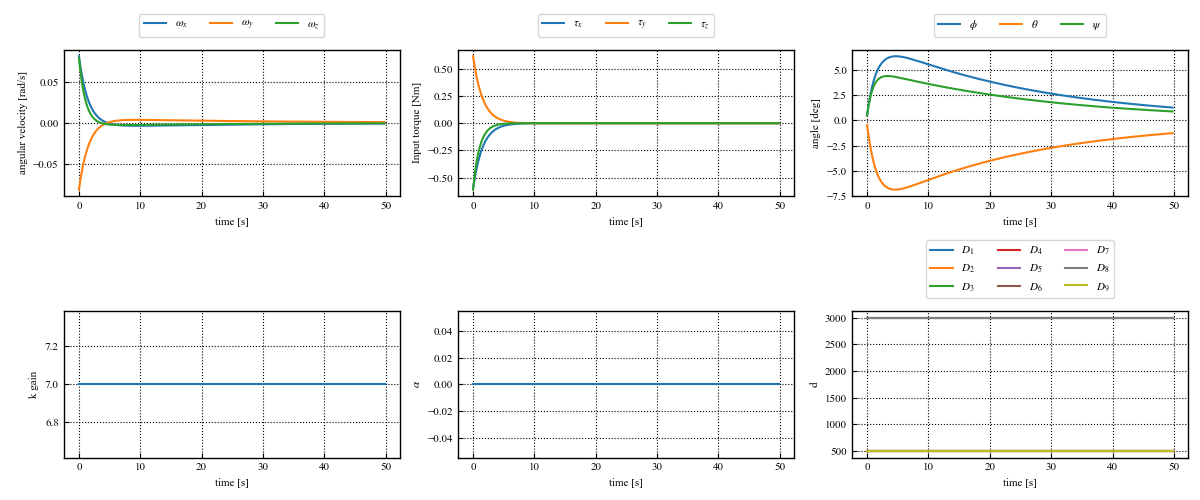 ωx ωy ωz
angular velocity [rad/s]
0.05
0.00
−0.05
0 10 20 30 40 50
time [s]
τx τy τz
Input torque [Nm]
0.50
0.25
0.00
−0.25
−0.50
0 10 20 30 40 50
time [s]
ϕ θ ψ
angle [deg]
5.0
2.5
0.0
−2.5
−5.0
−7.5
0 10 20 30 40 50
time [s]
k gain
7.2
7.0
6.8
0 10 20 30 40 50
time [s]
α
0.04
0.02
0.00
−0.02
−0.04
0 10 20 30 40 50
time [s]
D1 D4 D7
D2 D5 D8
D3 D6 D9
d
3000
2500
2000
1500
1000
500
0 10 20 30 40 50
time [s]